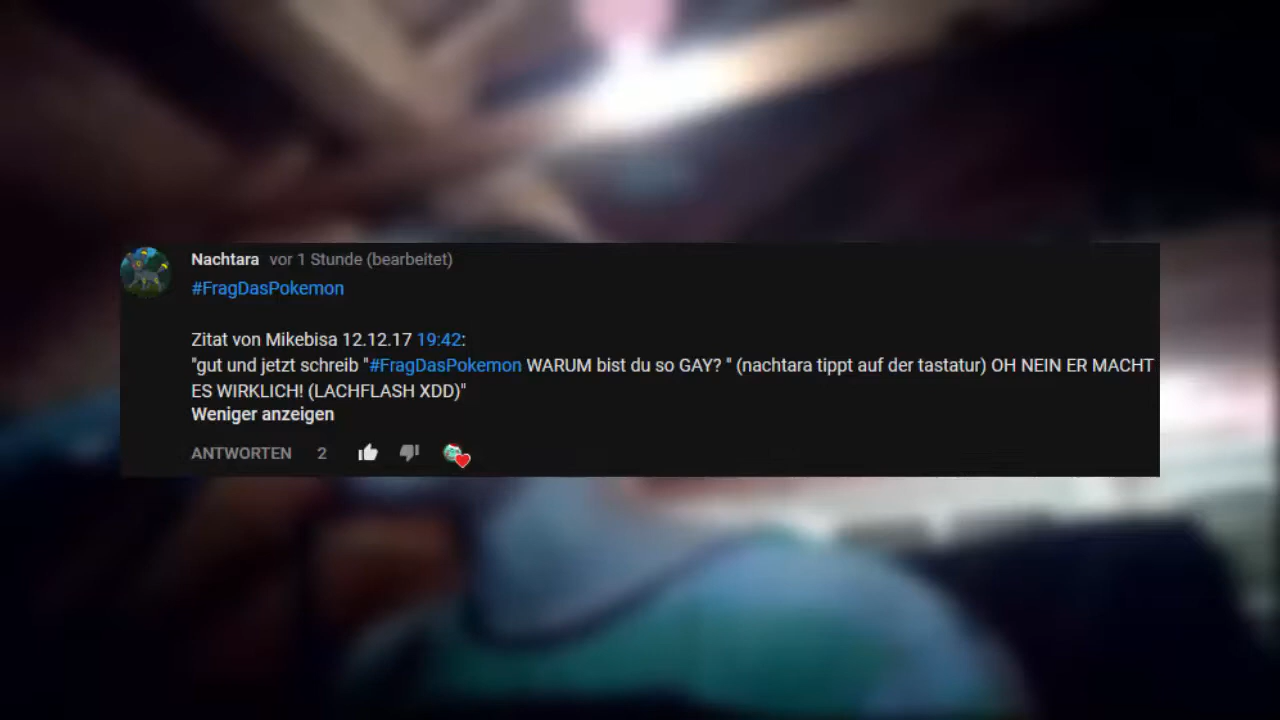 Nachtara vor 1 Stunde (bearbeitet)
#FragDasPokemon
Zitat von Mikebisa 12.12.17 19:42:
"gut und jetzt schreib "#FragDasPokemon WARUM bist du so GAY? " (nachtara tippt auf der tastatur) OH NEIN ER MACHT
ES WIRKLICH! (LACHFLASH XDD)"
Weniger anzeigen
ANTWORTEN 2